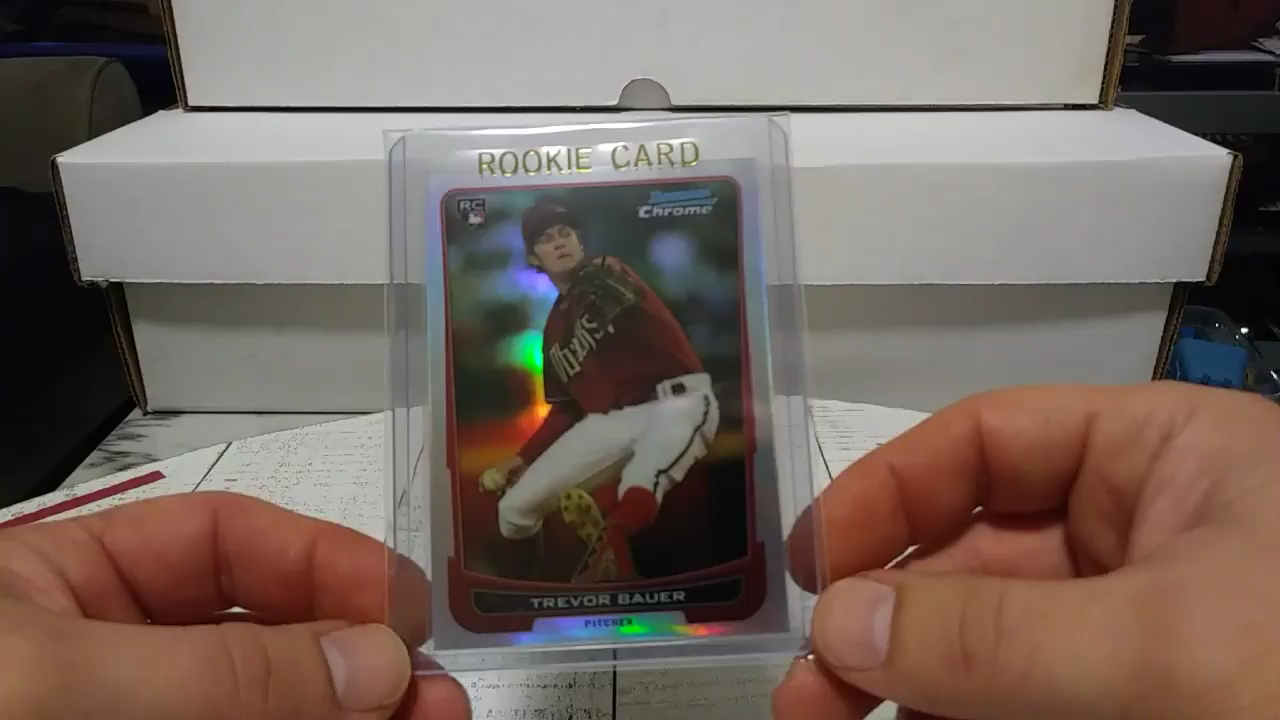 ROOKIE CARD
RC
Bowman
Chrome
TREVOR BAUER
PITCHER